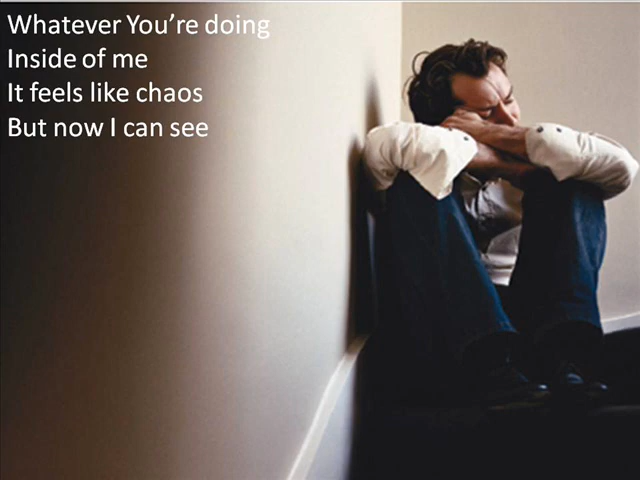 Whatever You’re doing
Inside of me
It feels like chaos
But now I can see